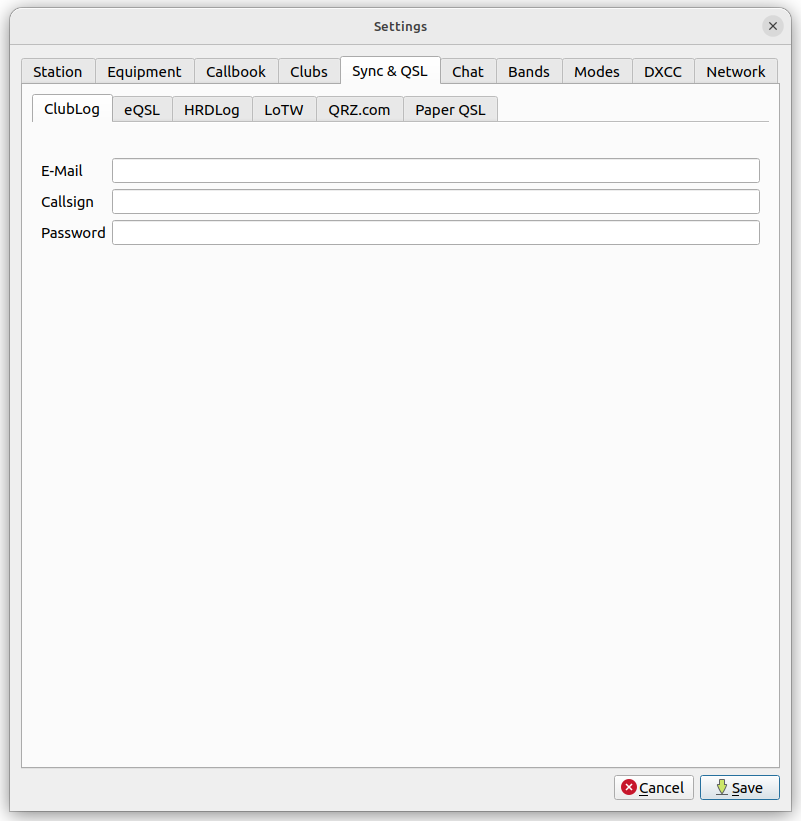 Settings
Station Equipment Callbook Clubs Sync & QSL Chat Bands Modes DXCC Network
ClubLog eQSL HRDLog LoTW QRZ.com Paper QSL
E-Mail
Callsign
Password
Cancel Save